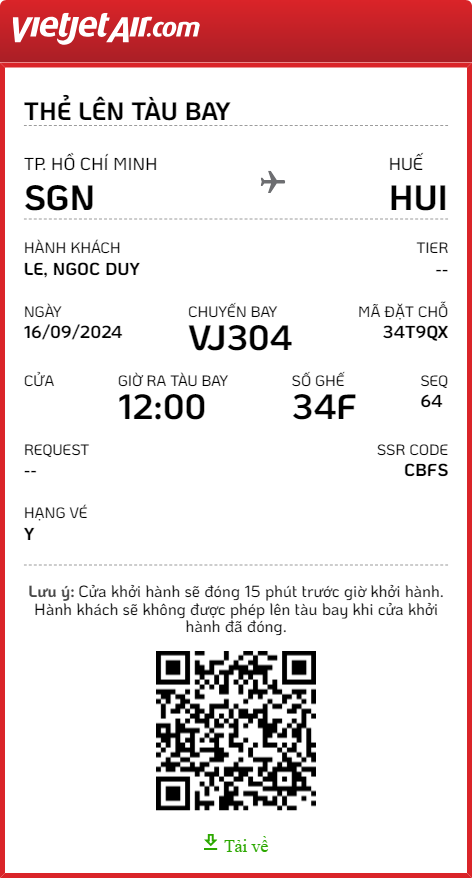 vietjetAir.com
THẺ LÊN TÀU BAY
TP. HỒ CHÍ MINH HUẾ
SGN HUI
HÀNH KHÁCH TIER
LE, NGOC DUY --
NGÀY CHUYẾN BAY MÃ ĐẶT CHỖ
16/09/2024 VJ304 34T9QX
CỬA GIỜ RA TÀU BAY SỐ GHẾ SEQ
12:00 34F 64
REQUEST SSR CODE
-- CBFS
HẠNG VÉ
Y
Lưu ý: Cửa khởi hành sẽ đóng 15 phút trước giờ khởi hành.
Hành khách sẽ không được phép lên tàu bay khi cửa khởi
hành đã đóng.
Tải về